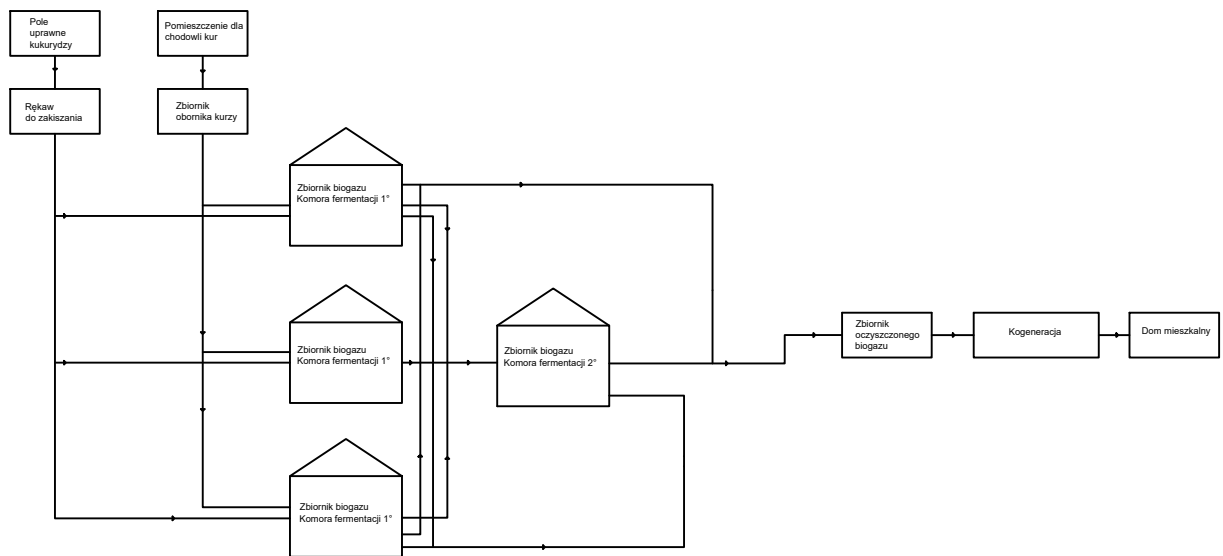 Pole
uprawne
kukurydzy
Pomieszczenie dla
chodowli kur
Rękaw
do zakiszania
Zbiornik
obornika kurzy
Zbiornik biogazu
Komora fermentacji 1°
Zbiornik biogazu
Komora fermentacji 1°
Zbiornik biogazu
Komora fermentacji 2°
Zbiornik
oczyszczonego
biogazu
Kogeneracja
Dom mieszkalny
Zbiornik biogazu
Komora fermentacji 1°